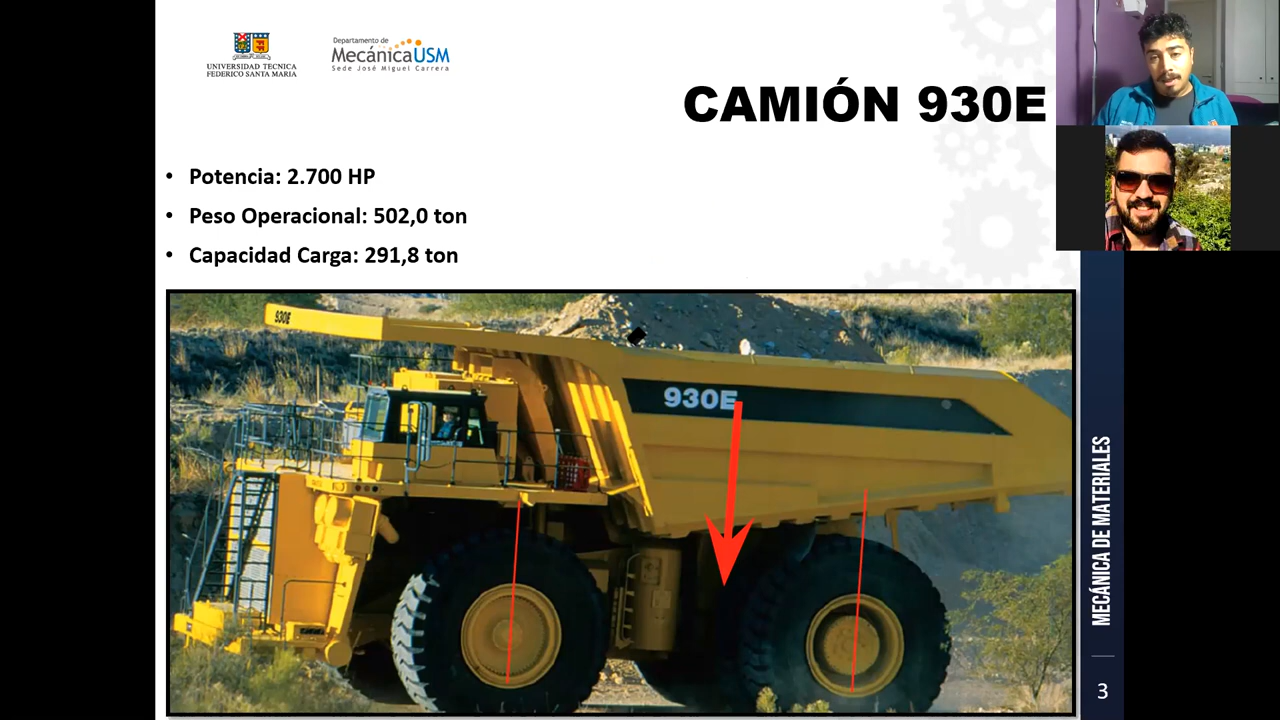 UNIVERSIDAD TECNICA
FEDERICO SANTA MARIA
Departamento de
MecánicaUSM
Sede José Miguel Carrera
CAMIÓN 930E
• Potencia: 2.700 HP
• Peso Operacional: 502,0 ton
• Capacidad Carga: 291,8 ton
930E
930E
MECÁNICA DE MATERIALES
3